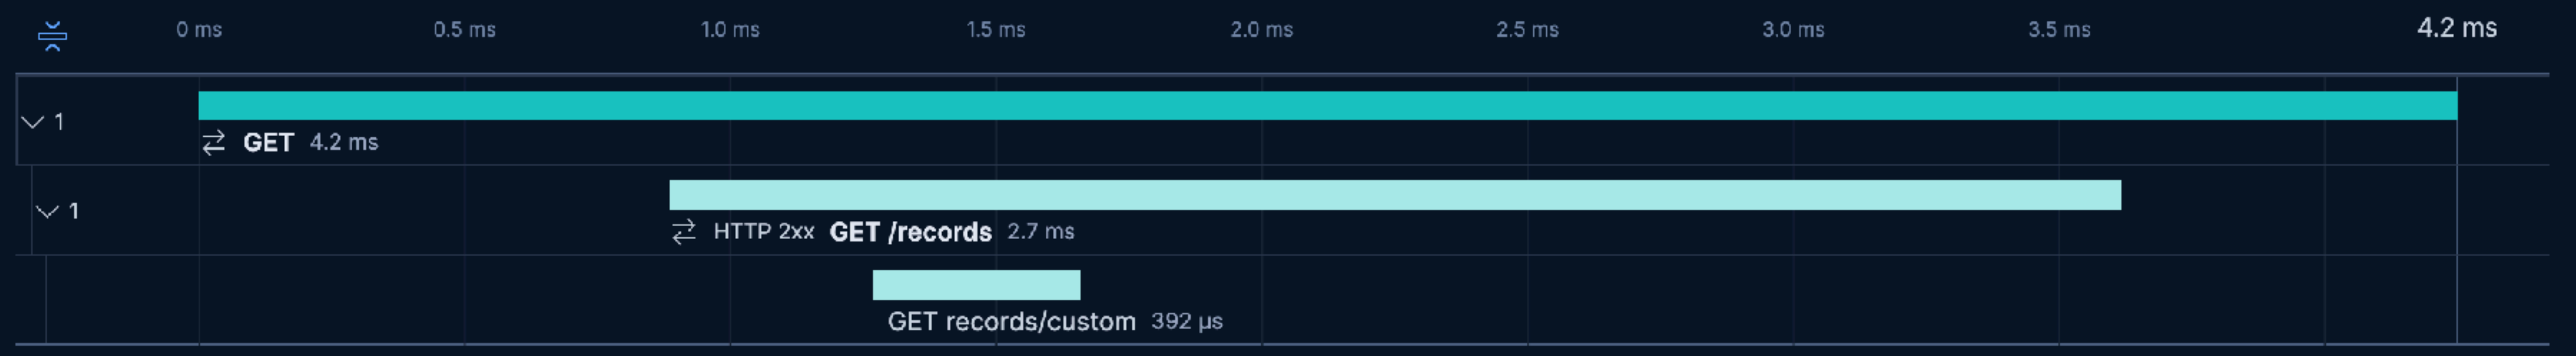 0 ms 0.5 ms 1.0 ms 1.5 ms 2.0 ms 2.5 ms 3.0 ms 3.5 ms 4.2 ms
1
GET 4.2 ms
1
HTTP 2xx GET /records 2.7 ms
GET records/custom 392 μs